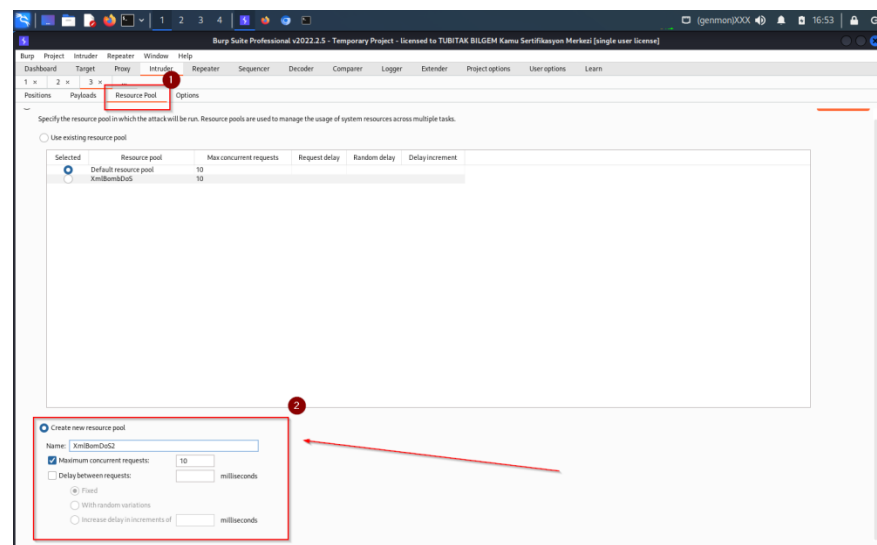 1 2 3 4 (genmon)XXX 16:53
Burp Suite Professional v2022.2.5 - Temporary Project - licensed to TUBITAK BILGEM Kamu Sertifikasyon Merkezi [single user license]
Burp Project Intruder Repeater Window Help
Dashboard Target Proxy Intruder Repeater Sequencer Decoder Comparer Logger Extender Project options User options Learn
1 × 2 × 3 × ...
1
Positions Payloads Resource Pool Options
Specify the resource pool in which the attack will be run. Resource pools are used to manage the usage of system resources across multiple tasks.
Use existing resource pool
Selected Resource pool Max concurrent requests Request delay Random delay Delay increment
Default resource pool 10
XmlBombDoS 10
2
Create new resource pool
Name: XmlBomDoS2
Maximum concurrent requests: 10
Delay between requests: milliseconds
Fixed
With random variations
Increase delay in increments of milliseconds